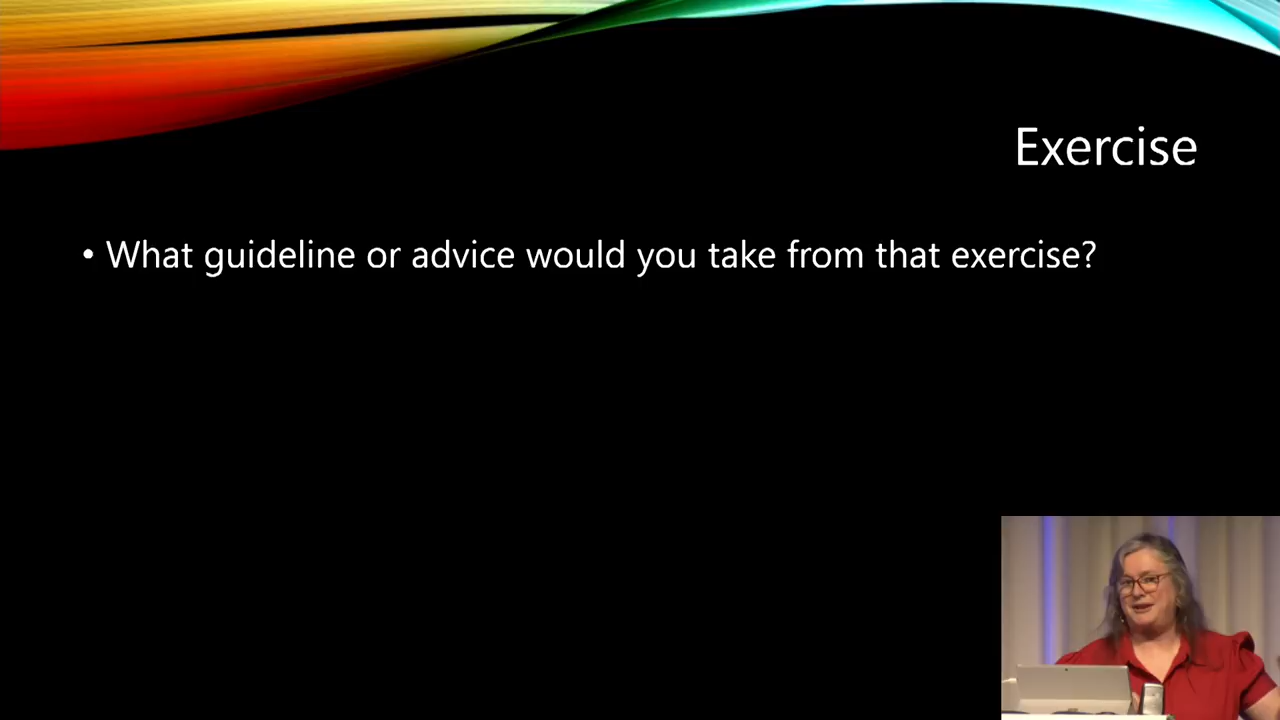 Exercise
• What guideline or advice would you take from that exercise?